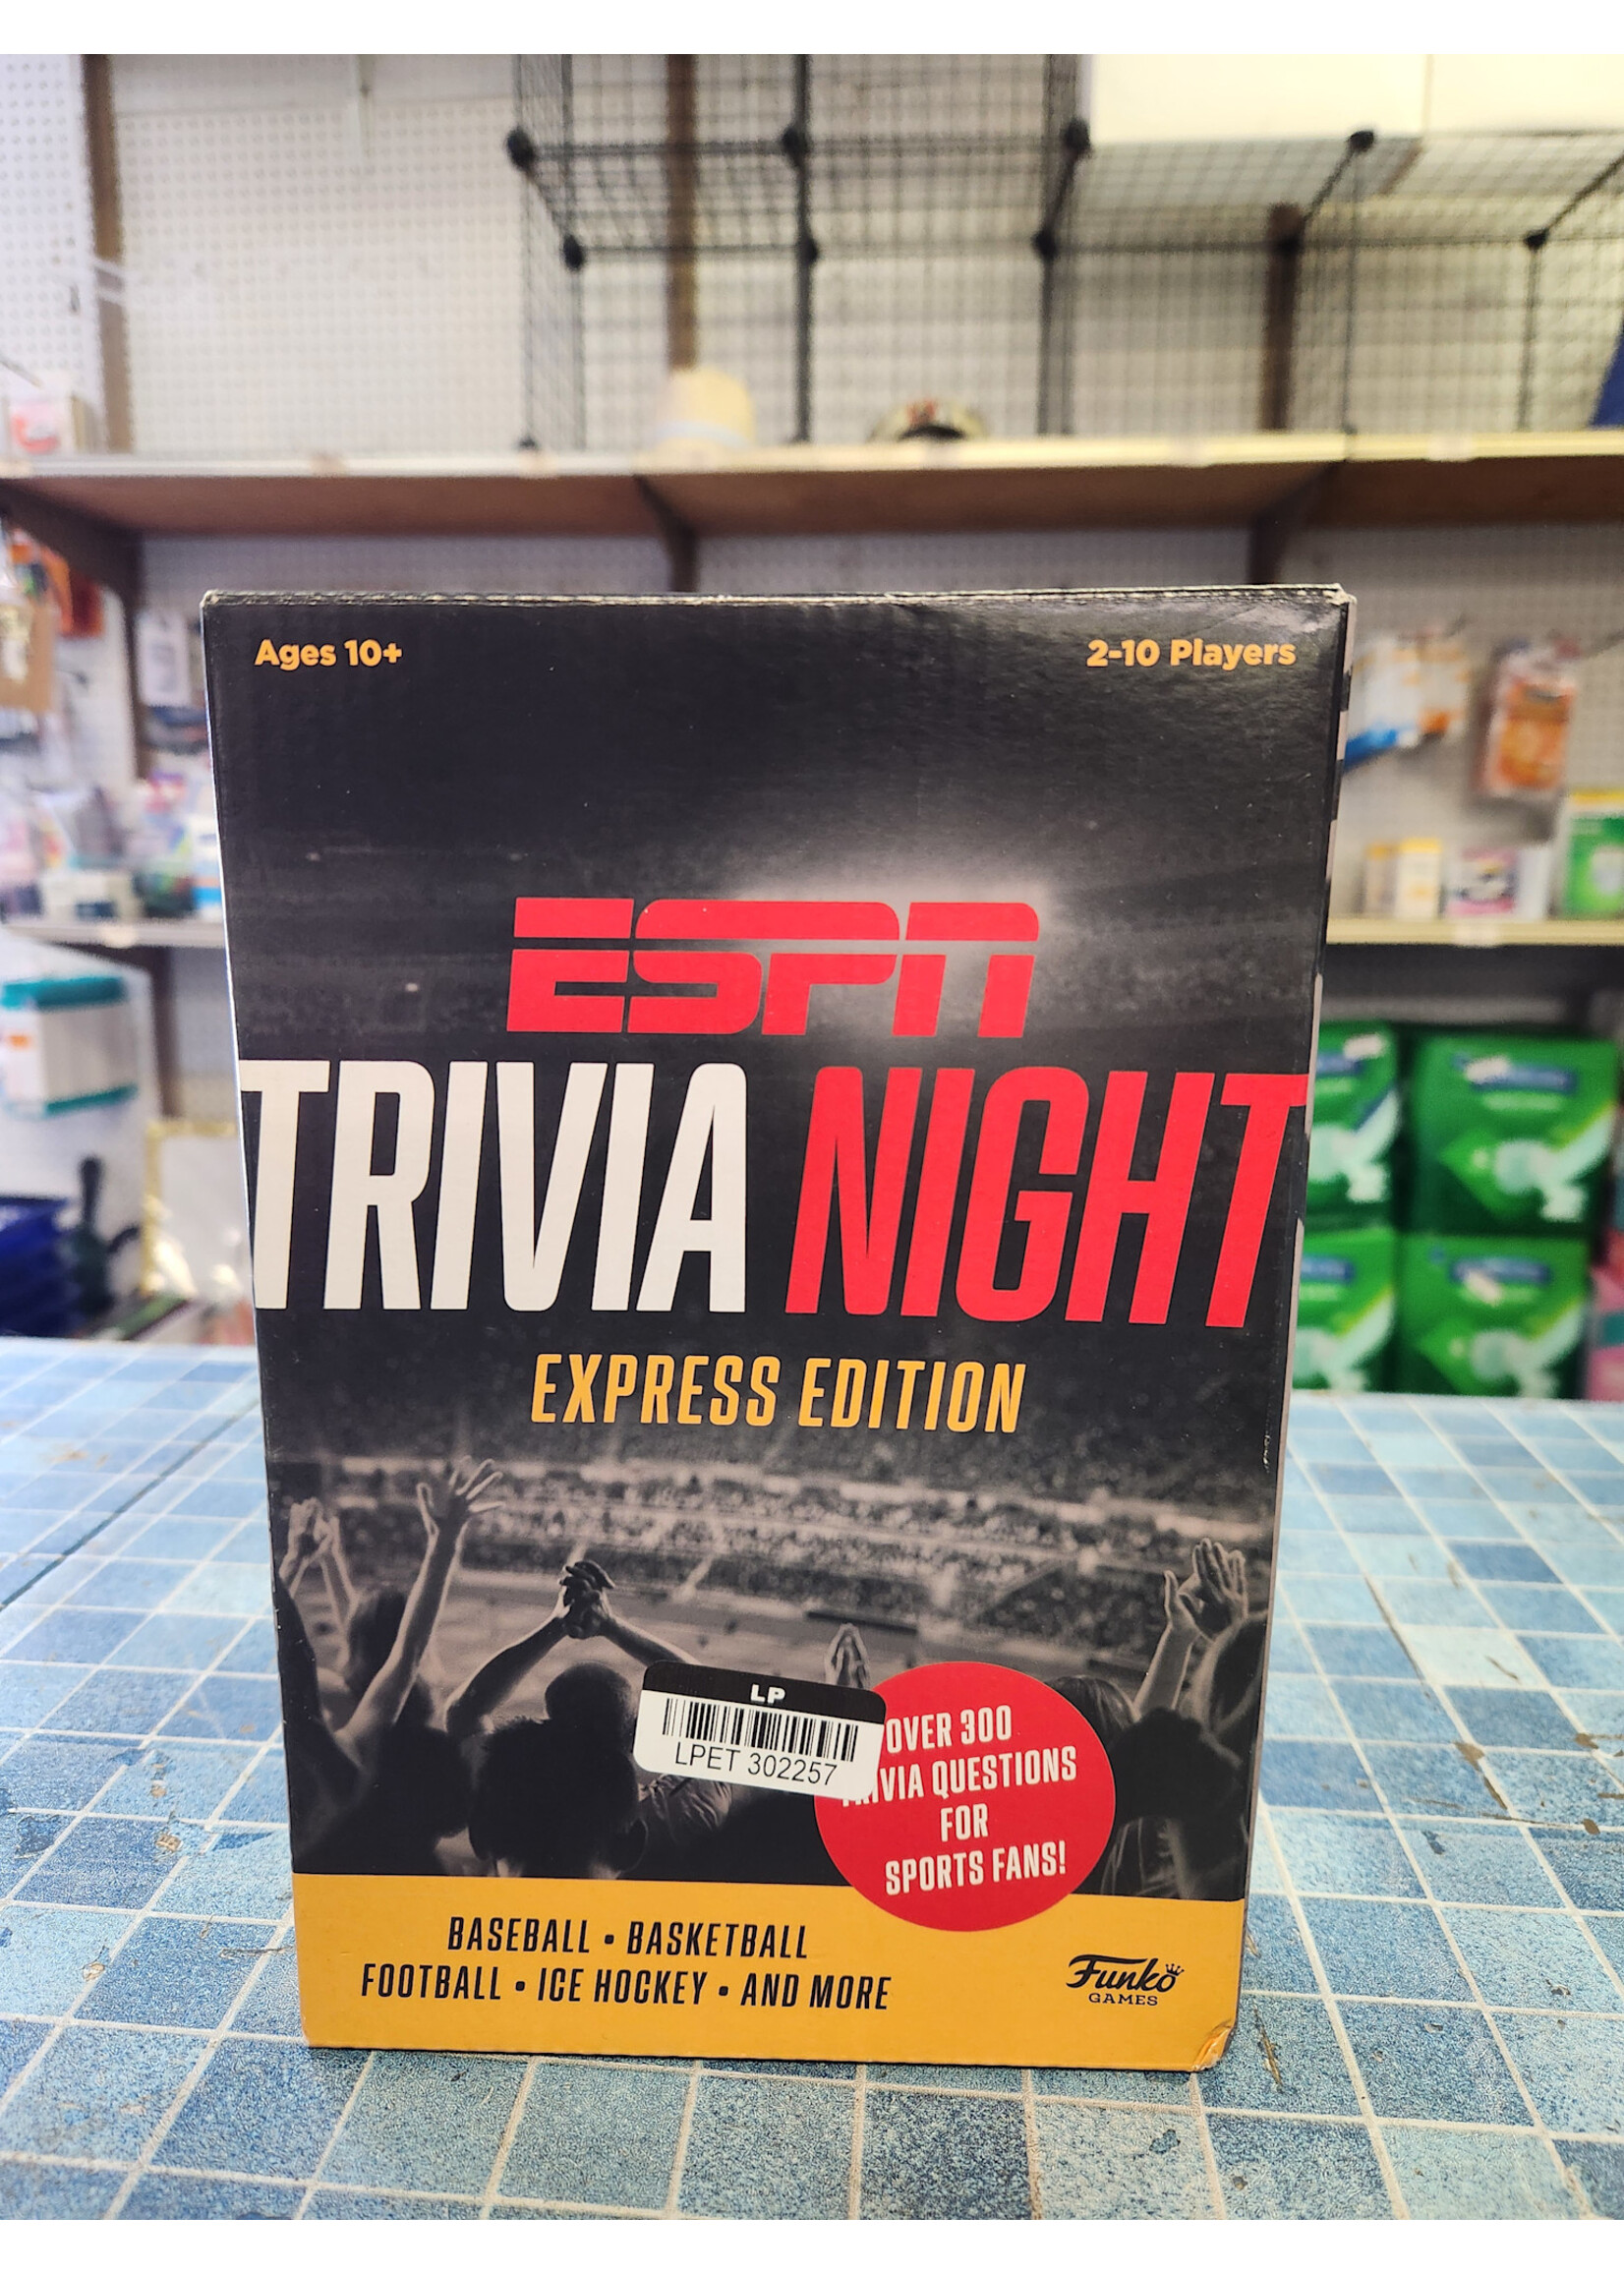 Ages 10+
2-10 Players
ESPN
TRIVIA NIGHT
EXPRESS EDITION
LP
LPET 302257
OVER 300
QUESTIONS
FOR
SPORTS FANS!
BASEBALL • BASKETBALL
FOOTBALL • ICE HOCKEY • AND MORE
Funko
GAMES